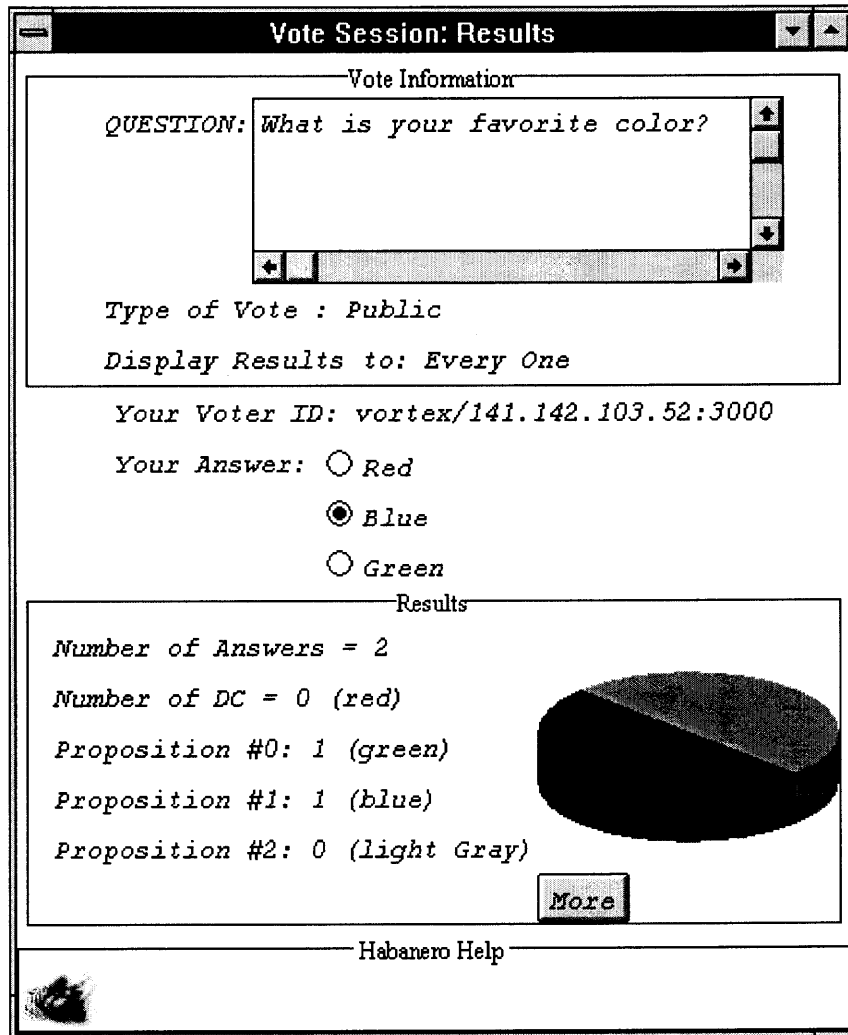 Vote Session: Results
Vote Information
QUESTION: What is your favorite color?
Type of Vote : Public
Display Results to: Every One
Your Voter ID: vortex/141.142.103.52:3000
Your Answer: Red
Blue
Green
Results
Number of Answers = 2
Number of DC = 0 (red)
Proposition #0: 1 (green)
Proposition #1: 1 (blue)
Proposition #2: 0 (light Gray)
More
Habanero Help